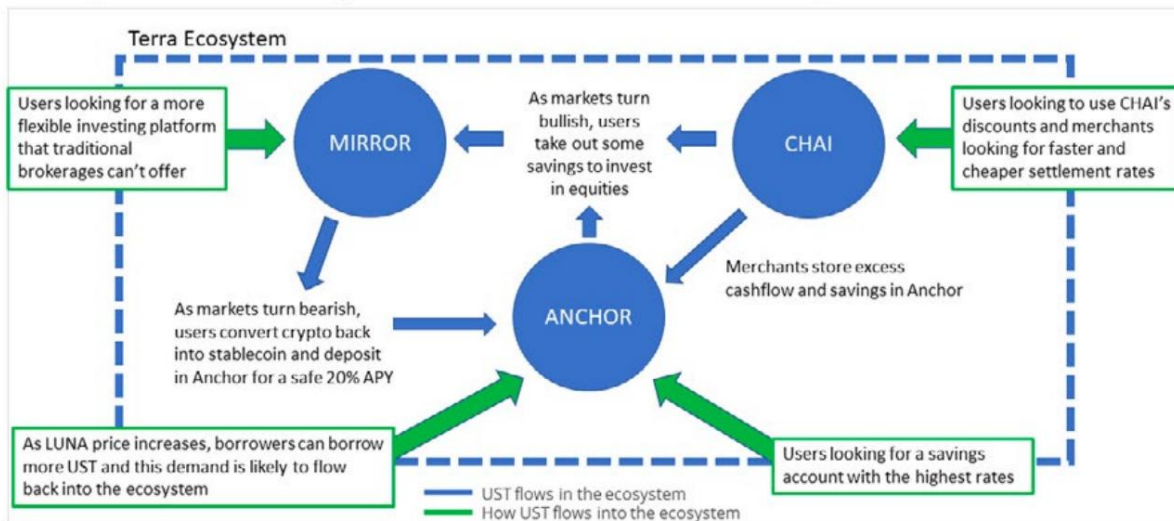 Terra Ecosystem
Users looking for a more
flexible investing platform
that traditional
brokerages can't offer
MIRROR
As markets turn
bullish, users
take out some
savings to invest
in equities
CHAI
Users looking to use CHAI's
discounts and merchants
looking for faster and
cheaper settlement rates
As markets turn bearish,
users convert crypto back
into stablecoin and deposit
in Anchor for a safe 20% APY
ANCHOR
Merchants store excess
cashflow and savings in Anchor
As LUNA price increases, borrowers can borrow
more UST and this demand is likely to flow
back into the ecosystem
Users looking for a savings
account with the highest rates
UST flows in the ecosystem
How UST flows into the ecosystem